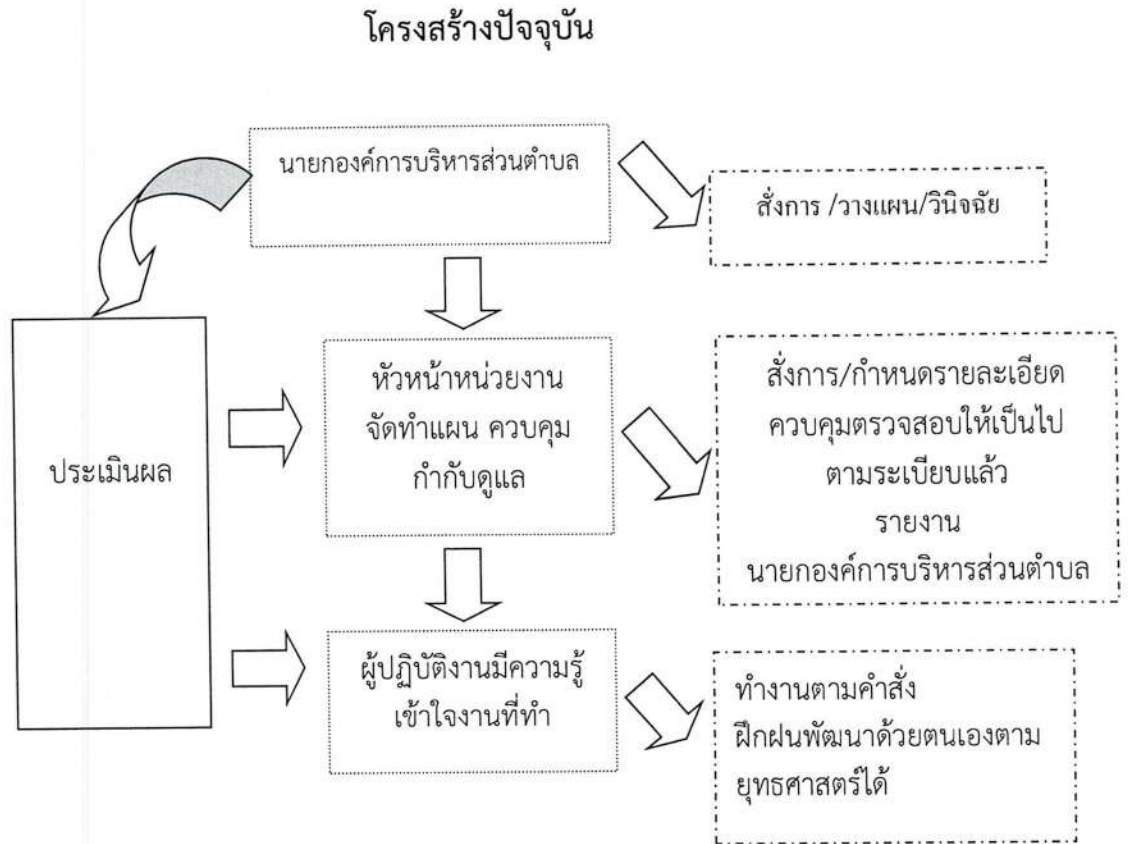 โครงสร้างปัจจุบัน
นายกองค์การบริหารส่วนตำบล
สั่งการ /วางแผน/วินิจฉัย
ประเมินผล
หัวหน้าหน่วยงาน
จัดทำแผน ควบคุม
กำกับดูแล
สั่งการ/กำหนดรายละเอียด
ควบคุมตรวจสอบให้เป็นไป
ตามระเบียบแล้ว
รายงาน
นายกองค์การบริหารส่วนตำบล
ผู้ปฏิบัติงานมีความรู้
เข้าใจงานที่ทำ
ทำงานตามคำสั่ง
ฝึกฝนพัฒนาด้วยตนเองตาม
ยุทธศาสตร์ได้